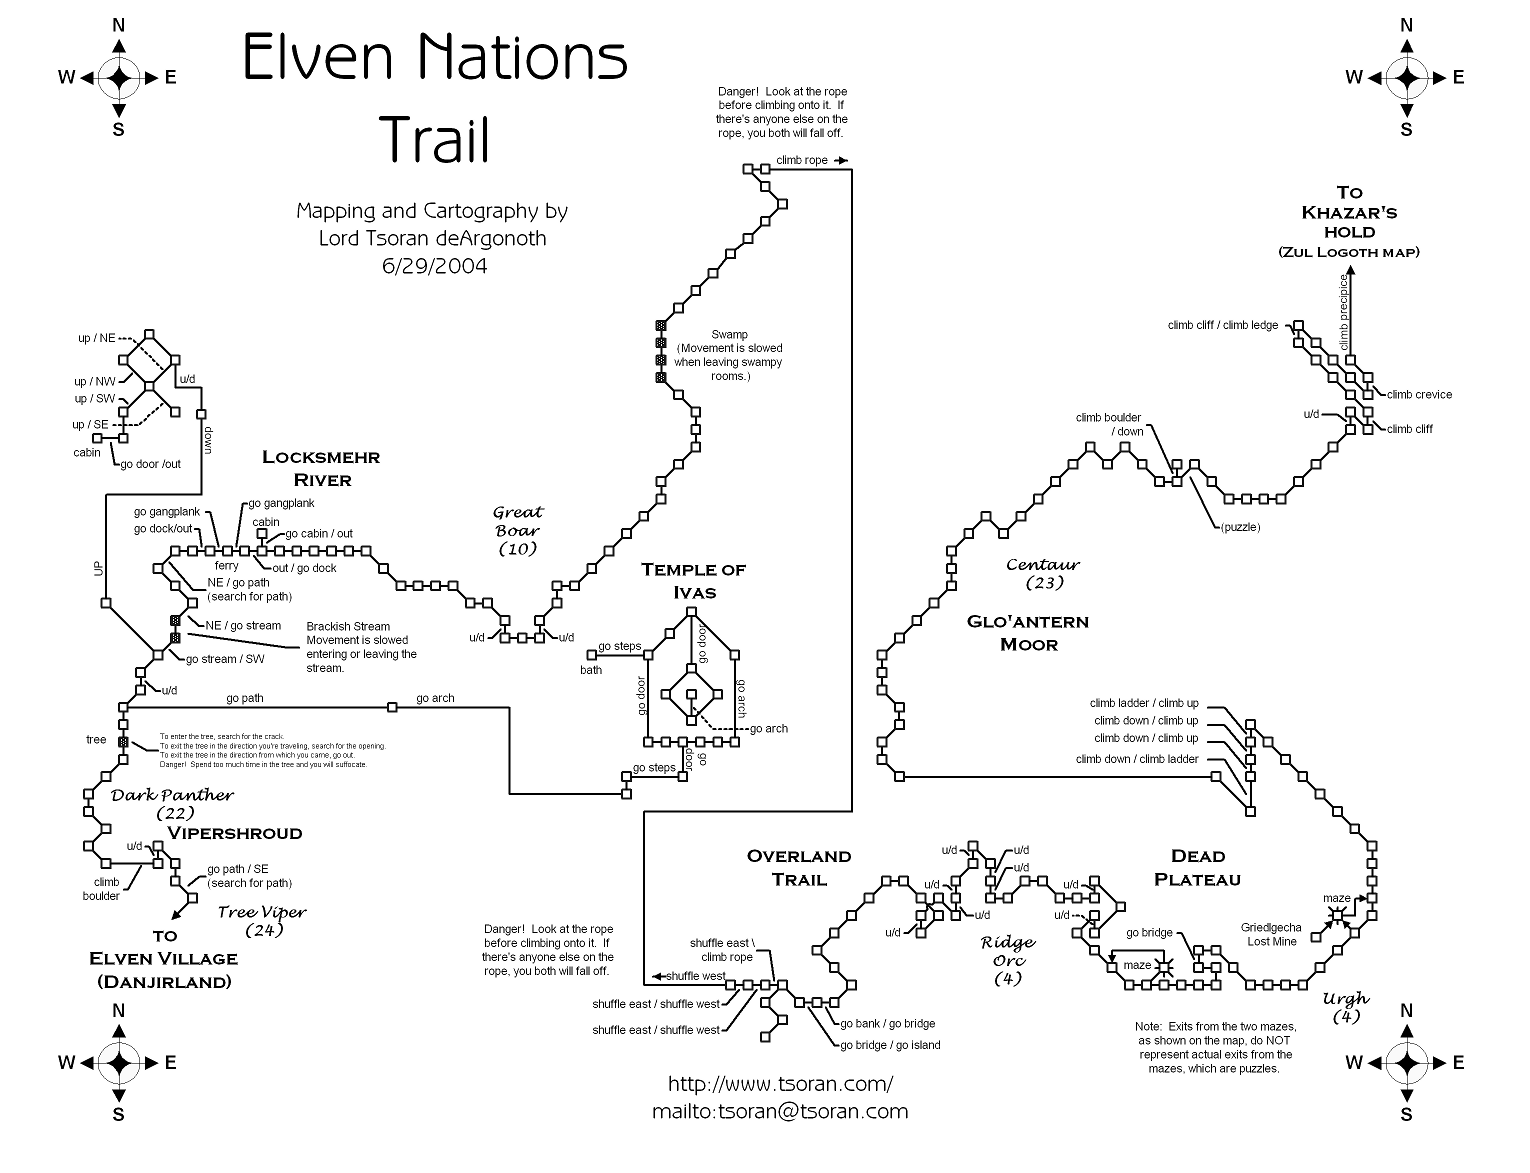 N
W E
S
Elven Nations
Trail
Mapping and Cartography by
Lord Tsoran deArgonoth
6/29/2004
N
W E
S
Danger! Look at the rope
before climbing onto it. If
there's anyone else on the
rope, you both will fall off.
climb rope
To
Khazar's
Hold
(Zul Logoth map)
climb precipice
climb cliff / climb ledge
climb crevice
u/d
climb cliff
climb boulder
/ down
(puzzle)
Swamp
(Movement is slowed
when leaving swampy
rooms.)
up / NE
up / NW
u/d
up / SW
up / SE
cabin
go door /out
down
UP
Locksmehr
River
go gangplank
go gangplank
go dock/out
cabin
go cabin / out
ferry
out / go dock
NE / go path
(search for path)
NE / go stream
Brackish Stream
Movement is slowed
entering or leaving the
stream.
go stream / SW
u/d
Great
Boar
(10)
u/d
u/d
Temple of
Ivas
go steps
bath
go door
go door
go arch
go arch
go door
go steps
go path
go arch
tree
To enter the tree, search for the crack.
To exit the tree in the direction you're traveling, search for the opening.
To exit the tree in the direction from which you came, go out.
Danger! Spend too much time in the tree and you will suffocate.
Dark Panther
(22)
Vipershroud
u/d
climb
boulder
go path / SE
(search for path)
Tree Viper
(24)
To
Elven Village
(Danjirland)
Centaur
(23)
Glo'antern
Moor
climb ladder / climb up
climb down / climb up
climb down / climb up
climb down / climb ladder
Overland
Trail
u/d
u/d
u/d
u/d
u/d
u/d
Ridge
Orc
(4)
Dead
Plateau
u/d
u/d
go bridge
maze
maze
Griedlgecha
Lost Mine
Urgh
(4)
Danger! Look at the rope
before climbing onto it. If
there's anyone else on the
rope, you both will fall off.
shuffle east \
climb rope
shuffle west
shuffle east / shuffle west
shuffle east / shuffle west
go bank / go bridge
go bridge / go island
Note: Exits from the two mazes,
as shown on the map, do NOT
represent actual exits from the
mazes, which are puzzles.
N
W E
S
http://www.tsoran.com/
mailto:tsoran@tsoran.com
N
W E
S